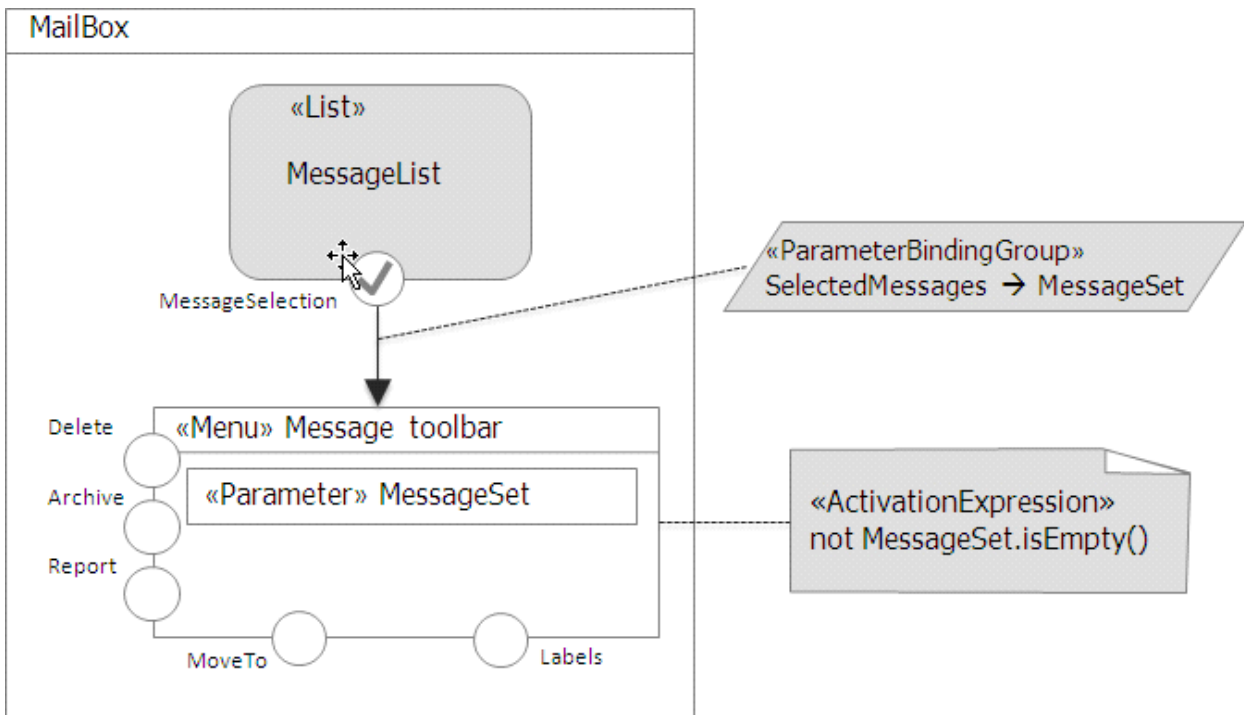 MailBox
«List»
MessageList
MessageSelection
«ParameterBindingGroup»
SelectedMessages → MessageSet
Delete
Archive
Report
«Menu» Message toolbar
«Parameter» MessageSet
MoveTo
Labels
«ActivationExpression»
not MessageSet.isEmpty()